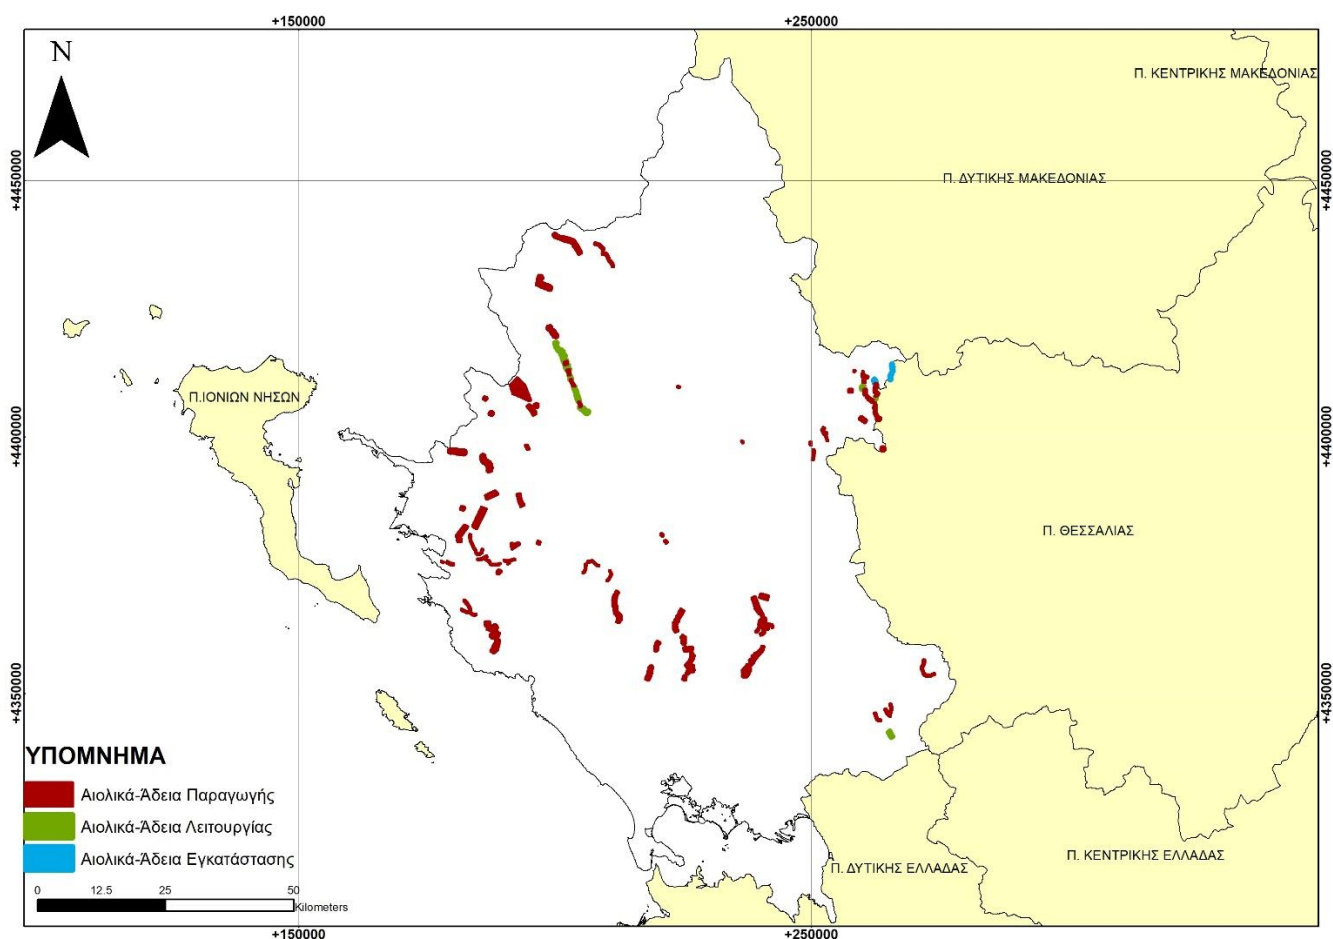 +150000
+250000
N
Π. ΚΕΝΤΡΙΚΗΣ ΜΑΚΕΔΟΝΙΑΣ
+4450000
Π. ΔΥΤΙΚΗΣ ΜΑΚΕΔΟΝΙΑΣ
+4450000
Π.ΙΟΝΙΩΝ ΝΗΣΩΝ
+4400000
+4400000
Π. ΘΕΣΣΑΛΙΑΣ
+4350000
+4350000
ΥΠΟΜΝΗΜΑ
Αιολικά-Άδεια Παραγωγής
Αιολικά-Άδεια Λειτουργίας
Αιολικά-Άδεια Εγκατάστασης
Π. ΚΕΝΤΡΙΚΗΣ ΕΛΛΑΔΑΣ
Π. ΔΥΤΙΚΗΣ ΕΛΛΑΔΑΣ
0 12.5 25 50
Kilometers
+150000
+250000